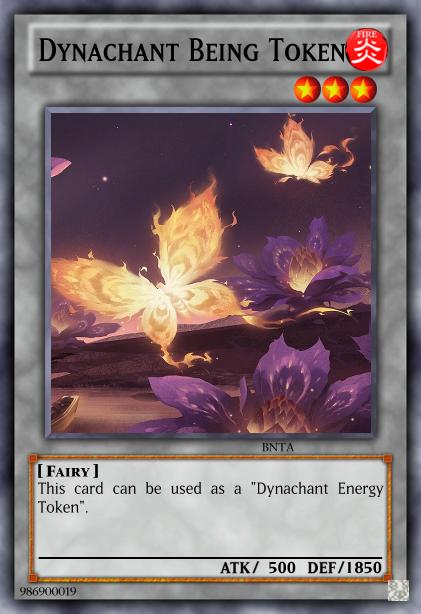 Dynachant Being Token
FIRE
炎
BNTA
[ Fairy ]
This card can be used as a "Dynachant Energy
Token".
ATK/ 500 DEF/1850
986900019